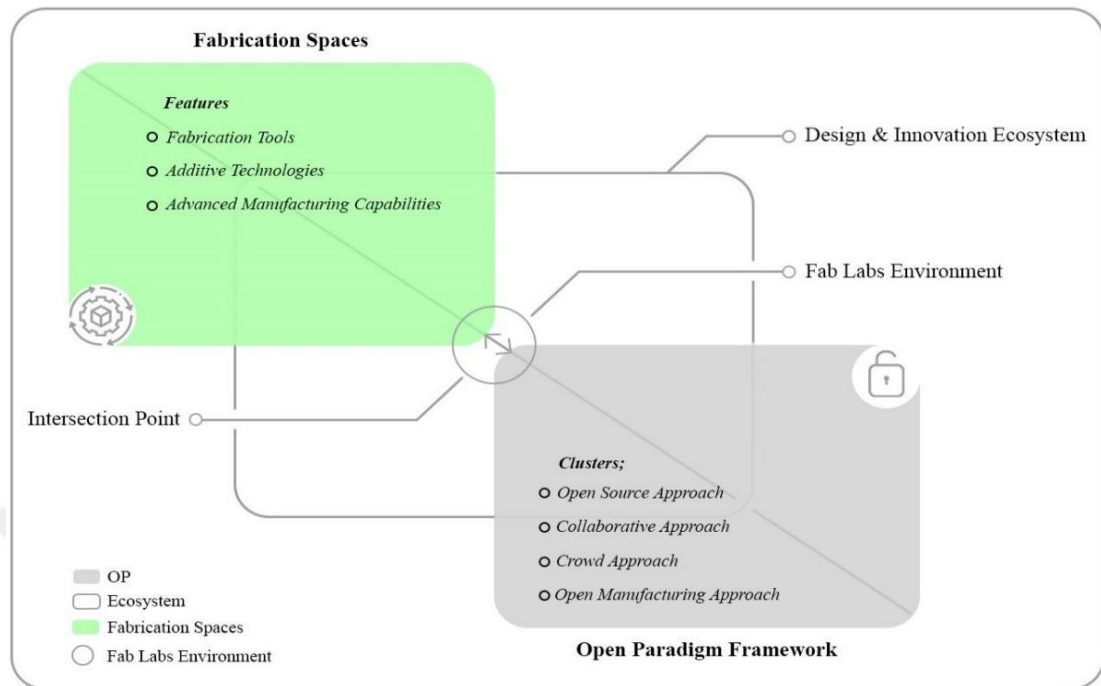 Fabrication Spaces
Features
Fabrication Tools
Additive Technologies
Advanced Manufacturing Capabilities
Design & Innovation Ecosystem
Fab Labs Environment
Intersection Point
Clusters;
Open Source Approach
Collaborative Approach
Crowd Approach
Open Manufacturing Approach
OP
Ecosystem
Fabrication Spaces
Fab Labs Environment
Open Paradigm Framework